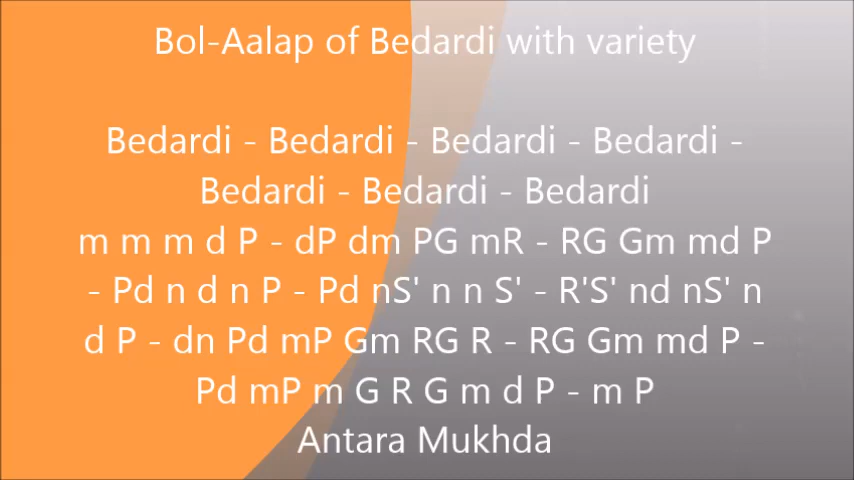 Bol-Aalap of Bedardi with variety
Bedardi - Bedardi - Bedardi - Bedardi -
Bedardi - Bedardi - Bedardi
m m m d P - dP dm PG mR - RG Gm md P
- Pd n d n P - Pd nS' n n S' - R'S' nd nS' n
d P - dn Pd mP Gm RG R - RG Gm md P -
Pd mP m G R G m d P - m P
Antara Mukhda